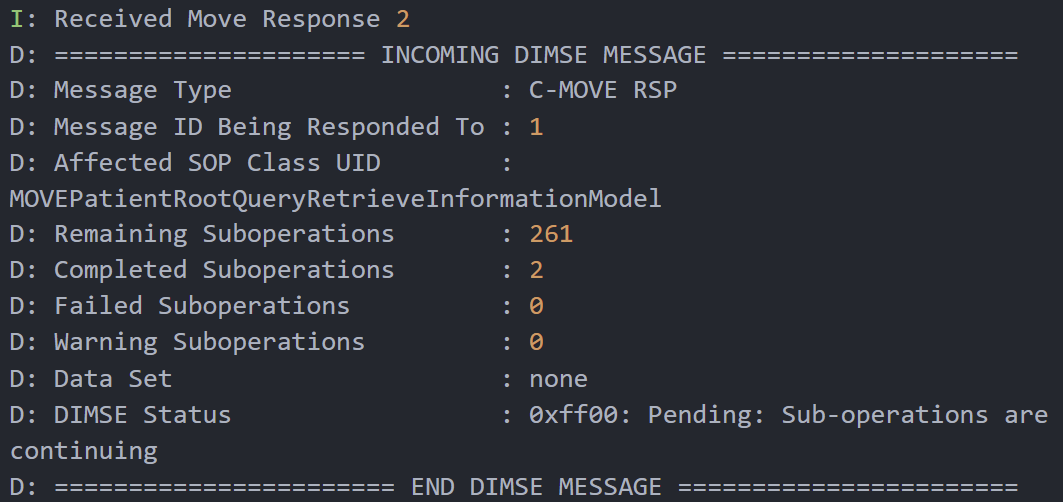 I: Received Move Response 2
D: ===================== INCOMING DIMSE MESSAGE ====================
D: Message Type                  : C-MOVE RSP
D: Message ID Being Responded To : 1
D: Affected SOP Class UID        :
MOVEPatientRootQueryRetrieveInformationModel
D: Remaining Suboperations       : 261
D: Completed Suboperations       : 2
D: Failed Suboperations          : 0
D: Warning Suboperations         : 0
D: Data Set                      : none
D: DIMSE Status                  : 0xff00: Pending: Sub-operations are
continuing
D: ======================= END DIMSE MESSAGE =======================